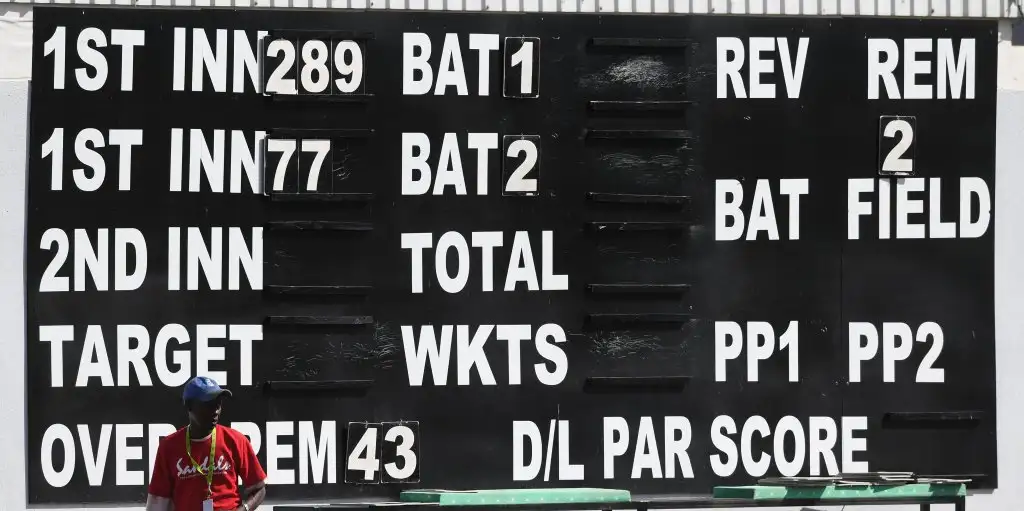 1ST INN 289 BAT 1 REV REM
2
1ST INN 77 BAT 2
BAT FIELD
2ND INN TOTAL
TARGET WKTS PP1 PP2
OVE REM 43 D/L PAR SCORE
Sandals